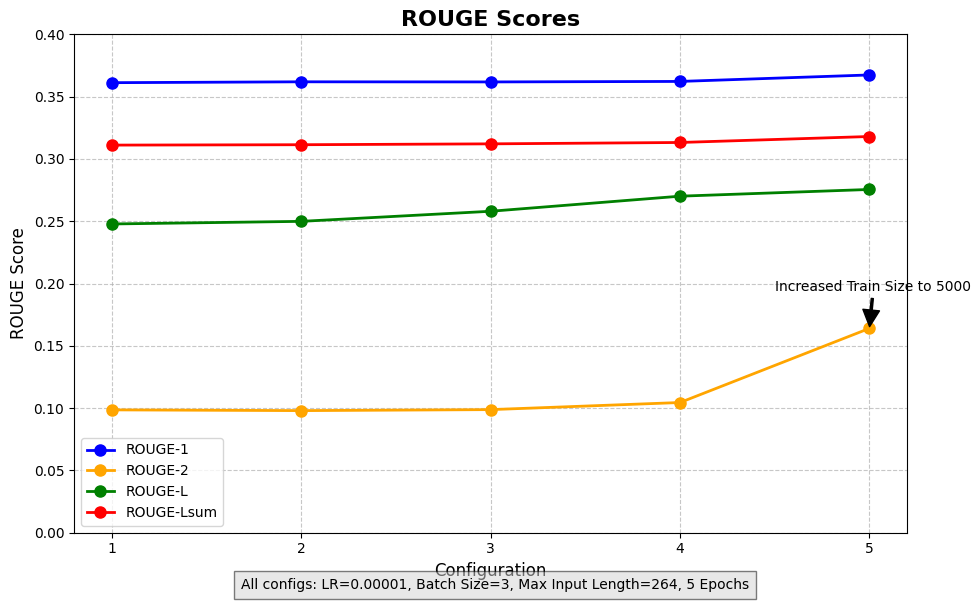 ROUGE Scores
0.40
0.35
0.30
0.25
0.20
0.15
0.10
0.05
0.00
ROUGE Score
Increased Train Size to 5000
ROUGE-1
ROUGE-2
ROUGE-L
ROUGE-Lsum
1 2 3 4 5
Configuration
All configs: LR=0.00001, Batch Size=3, Max Input Length=264, 5 Epochs